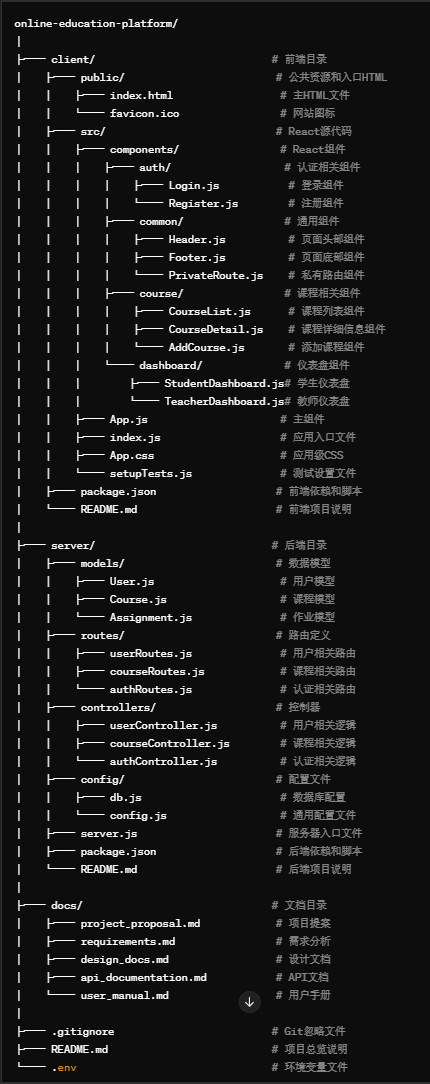 online-education-platform/
|
├── client/ # 前端目录
| ├── public/ # 公共资源和入口HTML
| | ├── index.html # 主HTML文件
| | └── favicon.ico # 网站图标
| ├── src/ # React源代码
| | ├── components/ # React组件
| | | ├── auth/ # 认证相关组件
| | | | ├── Login.js # 登录组件
| | | | └── Register.js # 注册组件
| | | ├── common/ # 通用组件
| | | | ├── Header.js # 页面头部组件
| | | | ├── Footer.js # 页面底部组件
| | | | └── PrivateRoute.js # 私有路由组件
| | | ├── course/ # 课程相关组件
| | | | ├── CourseList.js # 课程列表组件
| | | | ├── CourseDetail.js # 课程详细信息组件
| | | | └── AddCourse.js # 添加课程组件
| | | └── dashboard/ # 仪表盘组件
| | | ├── StudentDashboard.js# 学生仪表盘
| | | └── TeacherDashboard.js# 教师仪表盘
| | ├── App.js # 主组件
| | ├── index.js # 应用入口文件
| | ├── App.css # 应用级CSS
| | └── setupTests.js # 测试设置文件
| ├── package.json # 前端依赖和脚本
| └── README.md # 前端项目说明
|
├── server/ # 后端目录
| ├── models/ # 数据模型
| | ├── User.js # 用户模型
| | ├── Course.js # 课程模型
| | └── Assignment.js # 作业模型
| ├── routes/ # 路由定义
| | ├── userRoutes.js # 用户相关路由
| | ├── courseRoutes.js # 课程相关路由
| | └── authRoutes.js # 认证相关路由
| ├── controllers/ # 控制器
| | ├── userController.js # 用户相关逻辑
| | ├── courseController.js # 课程相关逻辑
| | └── authController.js # 认证相关逻辑
| ├── config/ # 配置文件
| | ├── db.js # 数据库配置
| | └── config.js # 通用配置文件
| ├── server.js # 服务器入口文件
| ├── package.json # 后端依赖和脚本
| └── README.md # 后端项目说明
|
├── docs/ # 文档目录
| ├── project_proposal.md # 项目提案
| ├── requirements.md # 需求分析
| ├── design_docs.md # 设计文档
| ├── api_documentation.md # API文档
| └── user_manual.md # 用户手册
|
├── .gitignore # Git忽略文件
├── README.md # 项目总览说明
└── .env # 环境变量文件